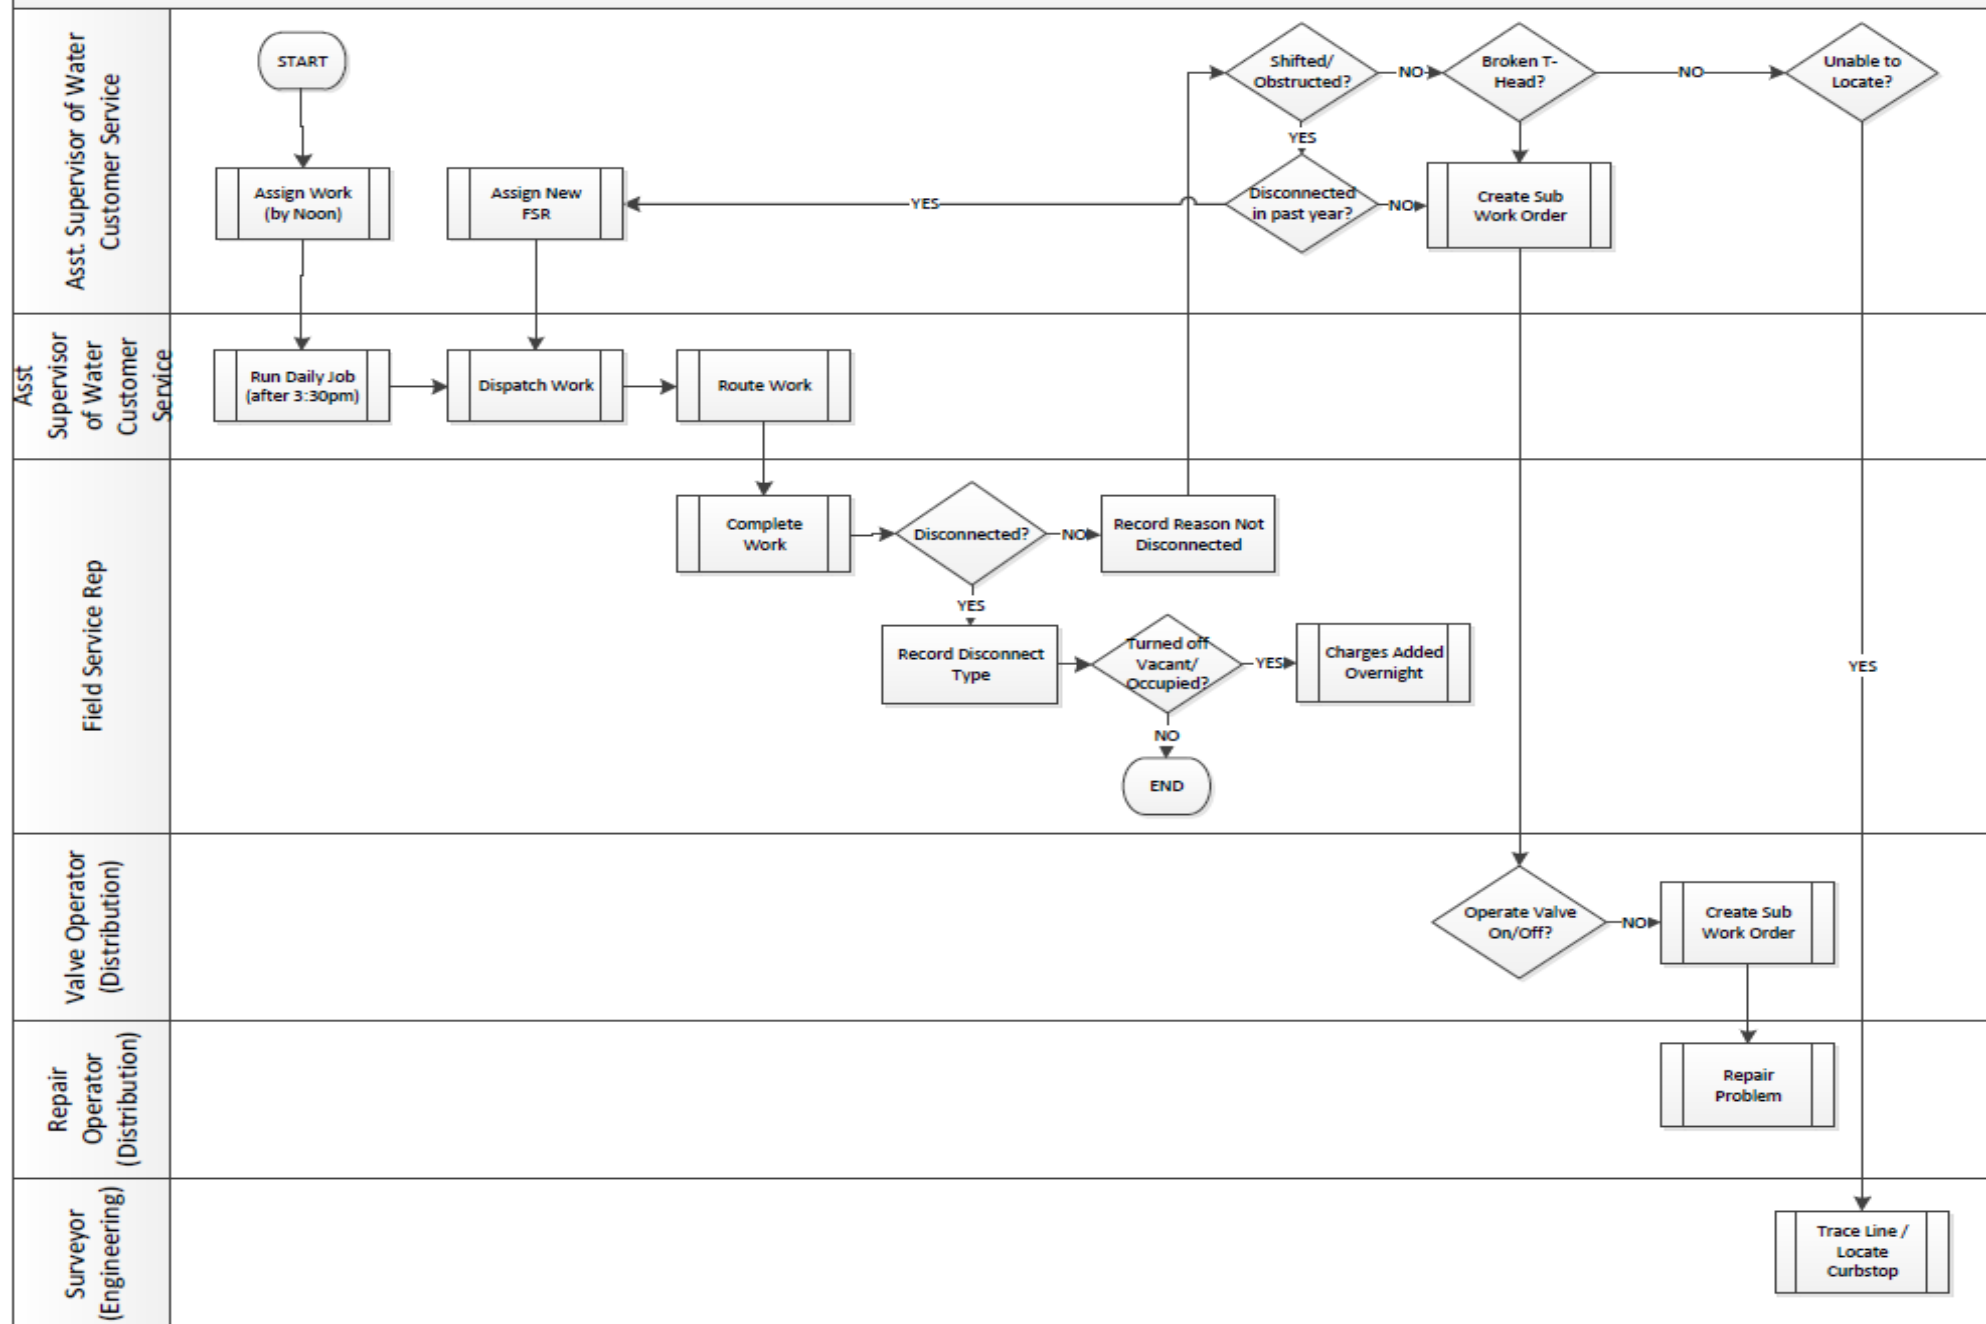 Asst. Supervisor of Water
Customer Service
START
Assign Work
(by Noon)
Assign New
FSR
Shifted/
Obstructed?
NO
Broken T-
Head?
NO
Unable to
Locate?
YES
Disconnected
in past year?
YES
NO
Create Sub
Work Order
Asst
Supervisor
of Water
Customer
Service
Run Daily Job
(after 3:30pm)
Dispatch Work
Route Work
Field Service Rep
Complete
Work
Disconnected?
NO
Record Reason Not
Disconnected
YES
Record Disconnect
Type
Turned off
Vacant/
Occupied?
YES
Charges Added
Overnight
YES
NO
END
Valve Operator
(Distribution)
Operate Valve
On/Off?
NO
Create Sub
Work Order
Repair
Operator
(Distribution)
Repair
Problem
Surveyor
(Engineering)
Trace Line /
Locate
Curbstop